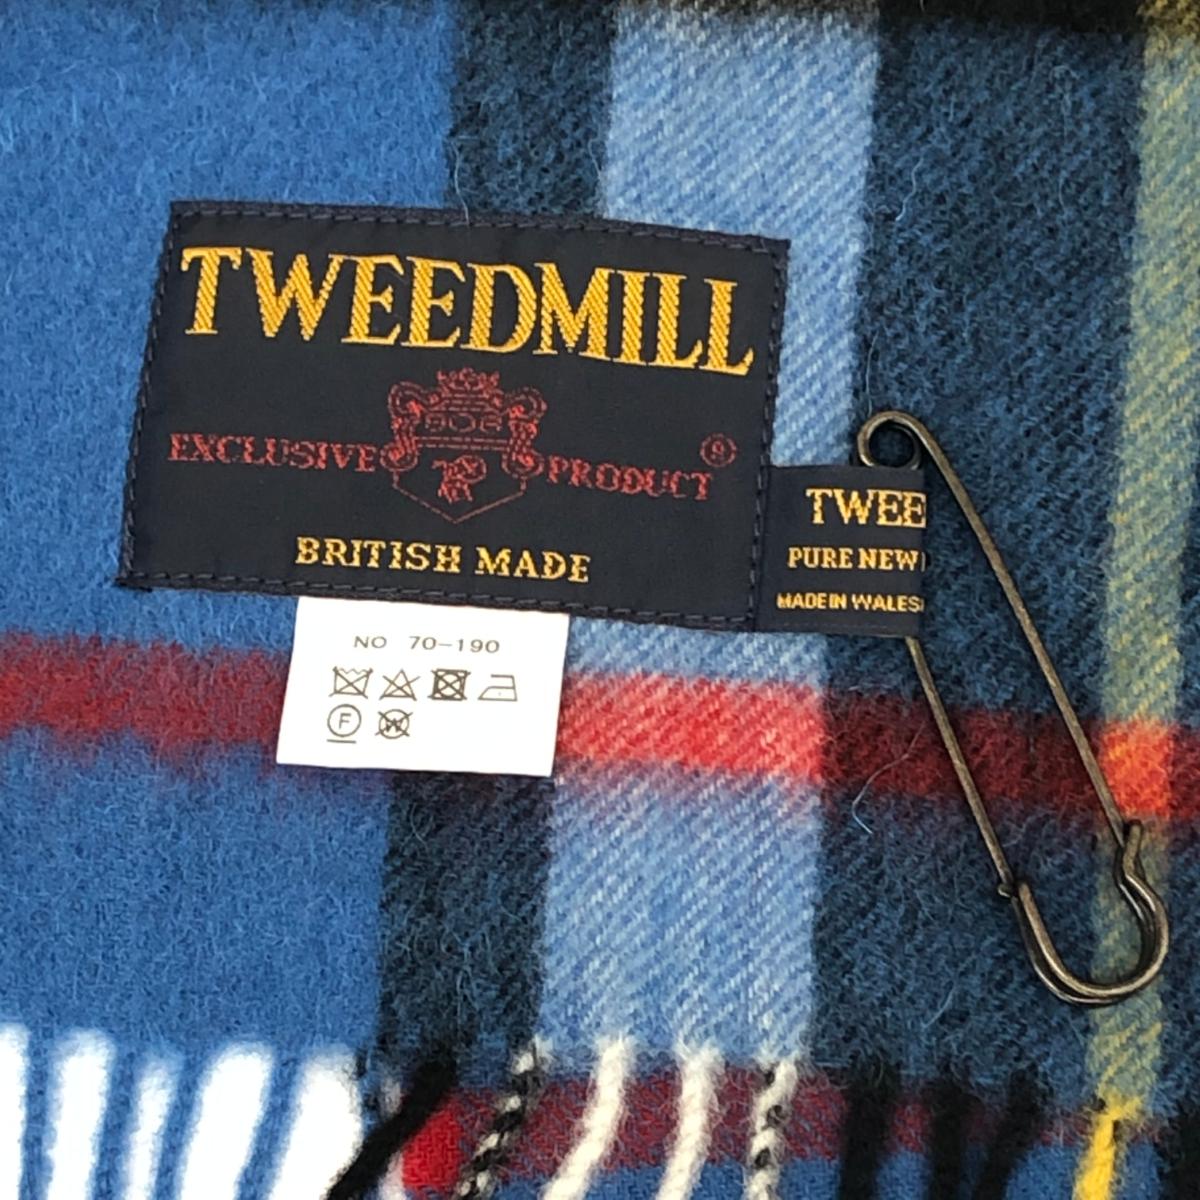 TWEEDMILL
EXCLUSIVE PRODUCT ®
BRITISH MADE
TWEE
PURE NEW
MADE IN WALES
NO 70-190
F
W